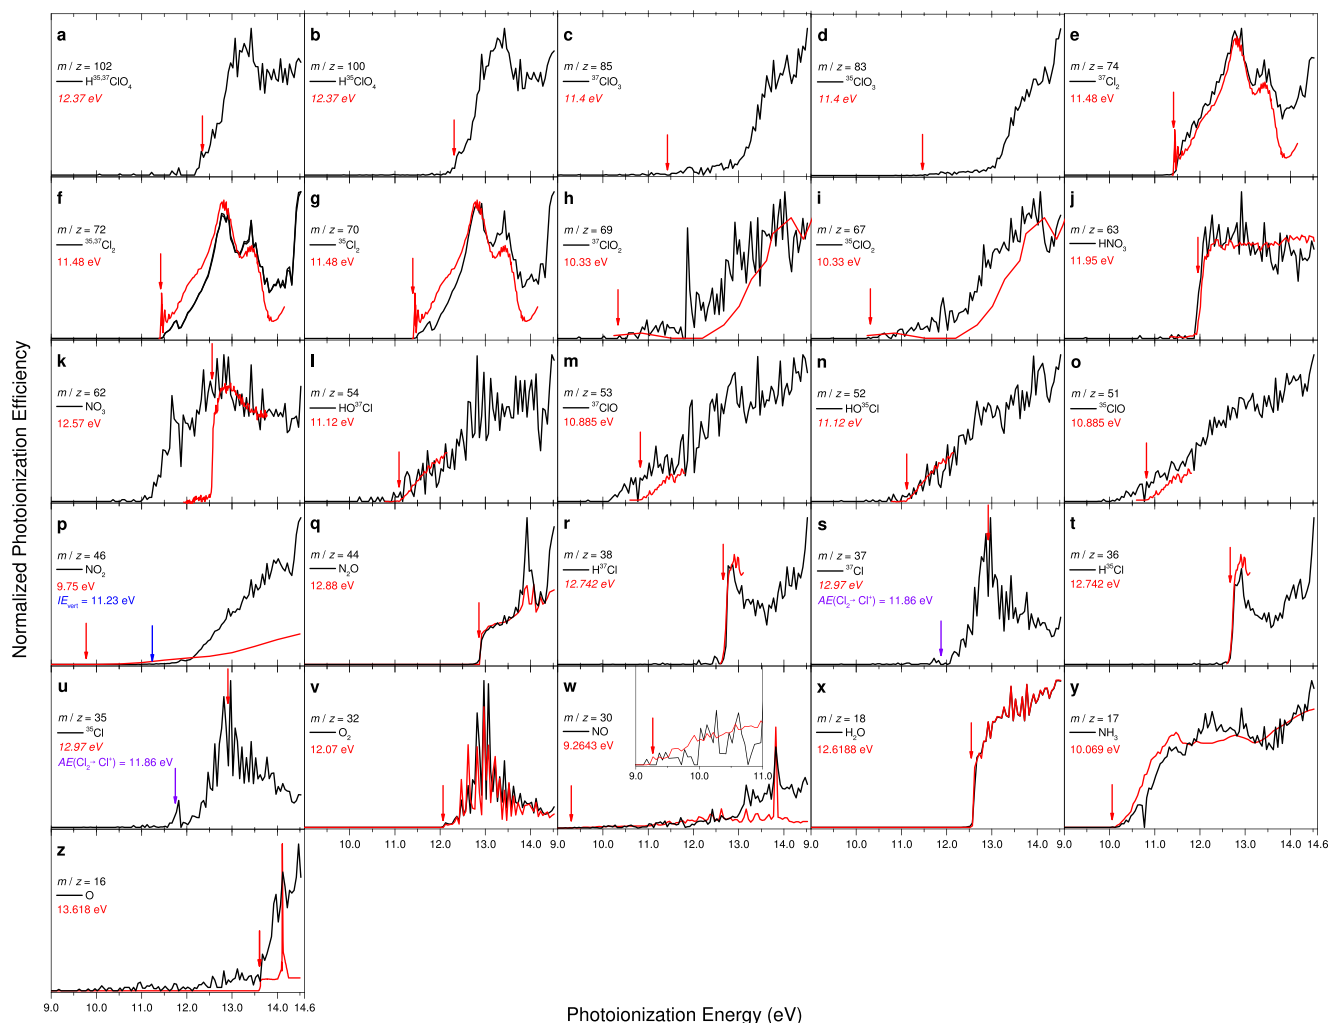 Normalized Photoionization Efficiency
a
m / z = 102
H³⁵·³⁷ClO₄
12.37 eV
b
m / z = 100
H³⁵ClO₄
12.37 eV
c
m / z = 85
³⁷ClO₃
11.4 eV
d
m / z = 83
³⁵ClO₃
11.4 eV
e
m / z = 74
³⁷Cl₂
11.48 eV
f
m / z = 72
³⁵·³⁷Cl₂
11.48 eV
g
m / z = 70
³⁵Cl₂
11.48 eV
h
m / z = 69
³⁷ClO₂
10.33 eV
i
m / z = 67
³⁵ClO₂
10.33 eV
j
m / z = 63
HNO₃
11.95 eV
k
m / z = 62
NO₃
12.57 eV
l
m / z = 54
HO³⁷Cl
11.12 eV
m
m / z = 53
³⁷ClO
10.885 eV
n
m / z = 52
HO³⁵Cl
11.12 eV
o
m / z = 51
³⁵ClO
10.885 eV
p
m / z = 46
NO₂
9.75 eV
IEvert = 11.23 eV
q
m / z = 44
N₂O
12.88 eV
r
m / z = 38
H³⁷Cl
12.742 eV
s
m / z = 37
³⁷Cl
12.97 eV
AE(Cl₂→ Cl⁺) = 11.86 eV
t
m / z = 36
H³⁵Cl
12.742 eV
u
m / z = 35
³⁵Cl
12.97 eV
AE(Cl₂→ Cl⁺) = 11.86 eV
v
m / z = 32
O₂
12.07 eV
w
m / z = 30
NO
9.2643 eV
9.0 10.0 11.0
x
m / z = 18
H₂O
12.6188 eV
y
m / z = 17
NH₃
10.069 eV
10.0 11.0 12.0 13.0 14.0 9.0 10.0 11.0 12.0 13.0 14.0 9.0 10.0 11.0 12.0 13.0 14.0 9.0 10.0 11.0 12.0 13.0 14.6
z
m / z = 16
O
13.618 eV
9.0 10.0 11.0 12.0 13.0 14.0 14.6
Photoionization Energy (eV)